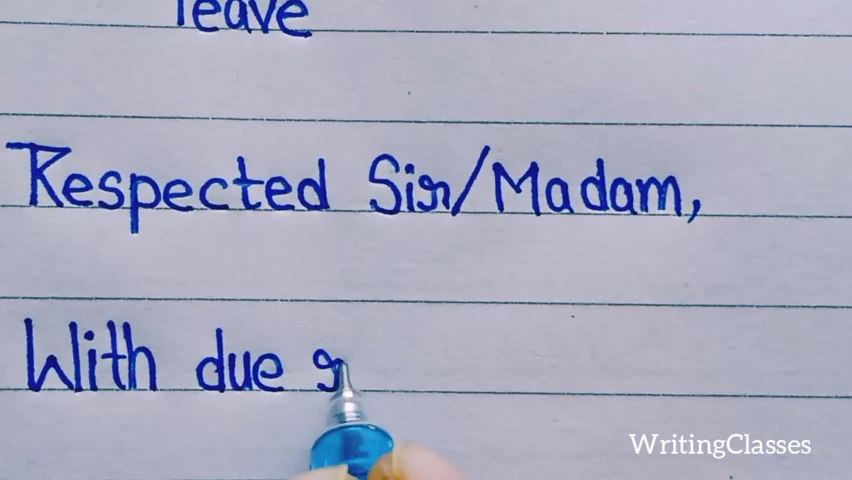 leave
Respected Sir/Madam,
With due r
WritingClasses